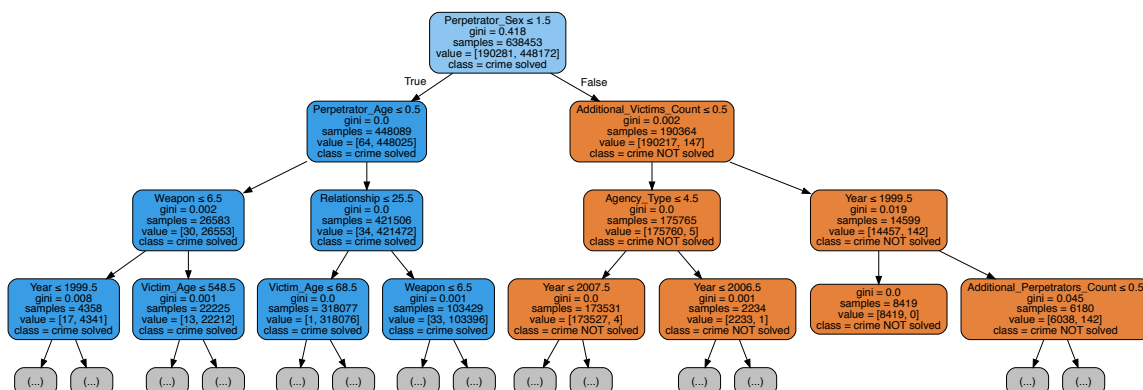 Perpetrator_Sex ≤ 1.5
gini = 0.418
samples = 638453
value = [190281, 448172]
class = crime solved
True
False
Perpetrator_Age ≤ 0.5
gini = 0.0
samples = 448089
value = [64, 448025]
class = crime solved
Additional_Victims_Count ≤ 0.5
gini = 0.002
samples = 190364
value = [190217, 147]
class = crime NOT solved
Weapon ≤ 6.5
gini = 0.002
samples = 26583
value = [30, 26553]
class = crime solved
Relationship ≤ 25.5
gini = 0.0
samples = 421506
value = [34, 421472]
class = crime solved
Agency_Type ≤ 4.5
gini = 0.0
samples = 175765
value = [175760, 5]
class = crime NOT solved
Year ≤ 1999.5
gini = 0.019
samples = 14599
value = [14457, 142]
class = crime NOT solved
Year ≤ 1999.5
gini = 0.008
samples = 4358
value = [17, 4341]
class = crime solved
Victim_Age ≤ 548.5
gini = 0.001
samples = 22225
value = [13, 22212]
class = crime solved
Victim_Age ≤ 68.5
gini = 0.0
samples = 318077
value = [1, 318076]
class = crime solved
Weapon ≤ 6.5
gini = 0.001
samples = 103429
value = [33, 103396]
class = crime solved
Year ≤ 2007.5
gini = 0.0
samples = 173531
value = [173527, 4]
class = crime NOT solved
Year ≤ 2006.5
gini = 0.001
samples = 2234
value = [2233, 1]
class = crime NOT solved
gini = 0.0
samples = 8419
value = [8419, 0]
class = crime NOT solved
Additional_Perpetrators_Count ≤ 0.5
gini = 0.045
samples = 6180
value = [6038, 142]
class = crime NOT solved
(...)
(...)
(...)
(...)
(...)
(...)
(...)
(...)
(...)
(...)
(...)
(...)
(...)
(...)